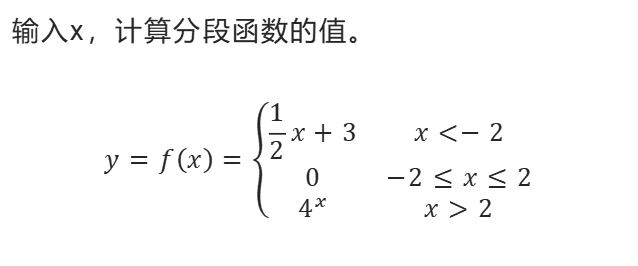 输入x，计算分段函数的值。
y = f(x) = { 1/2 x + 3    x <− 2
0    −2 ≤ x ≤ 2
4^x    x > 2